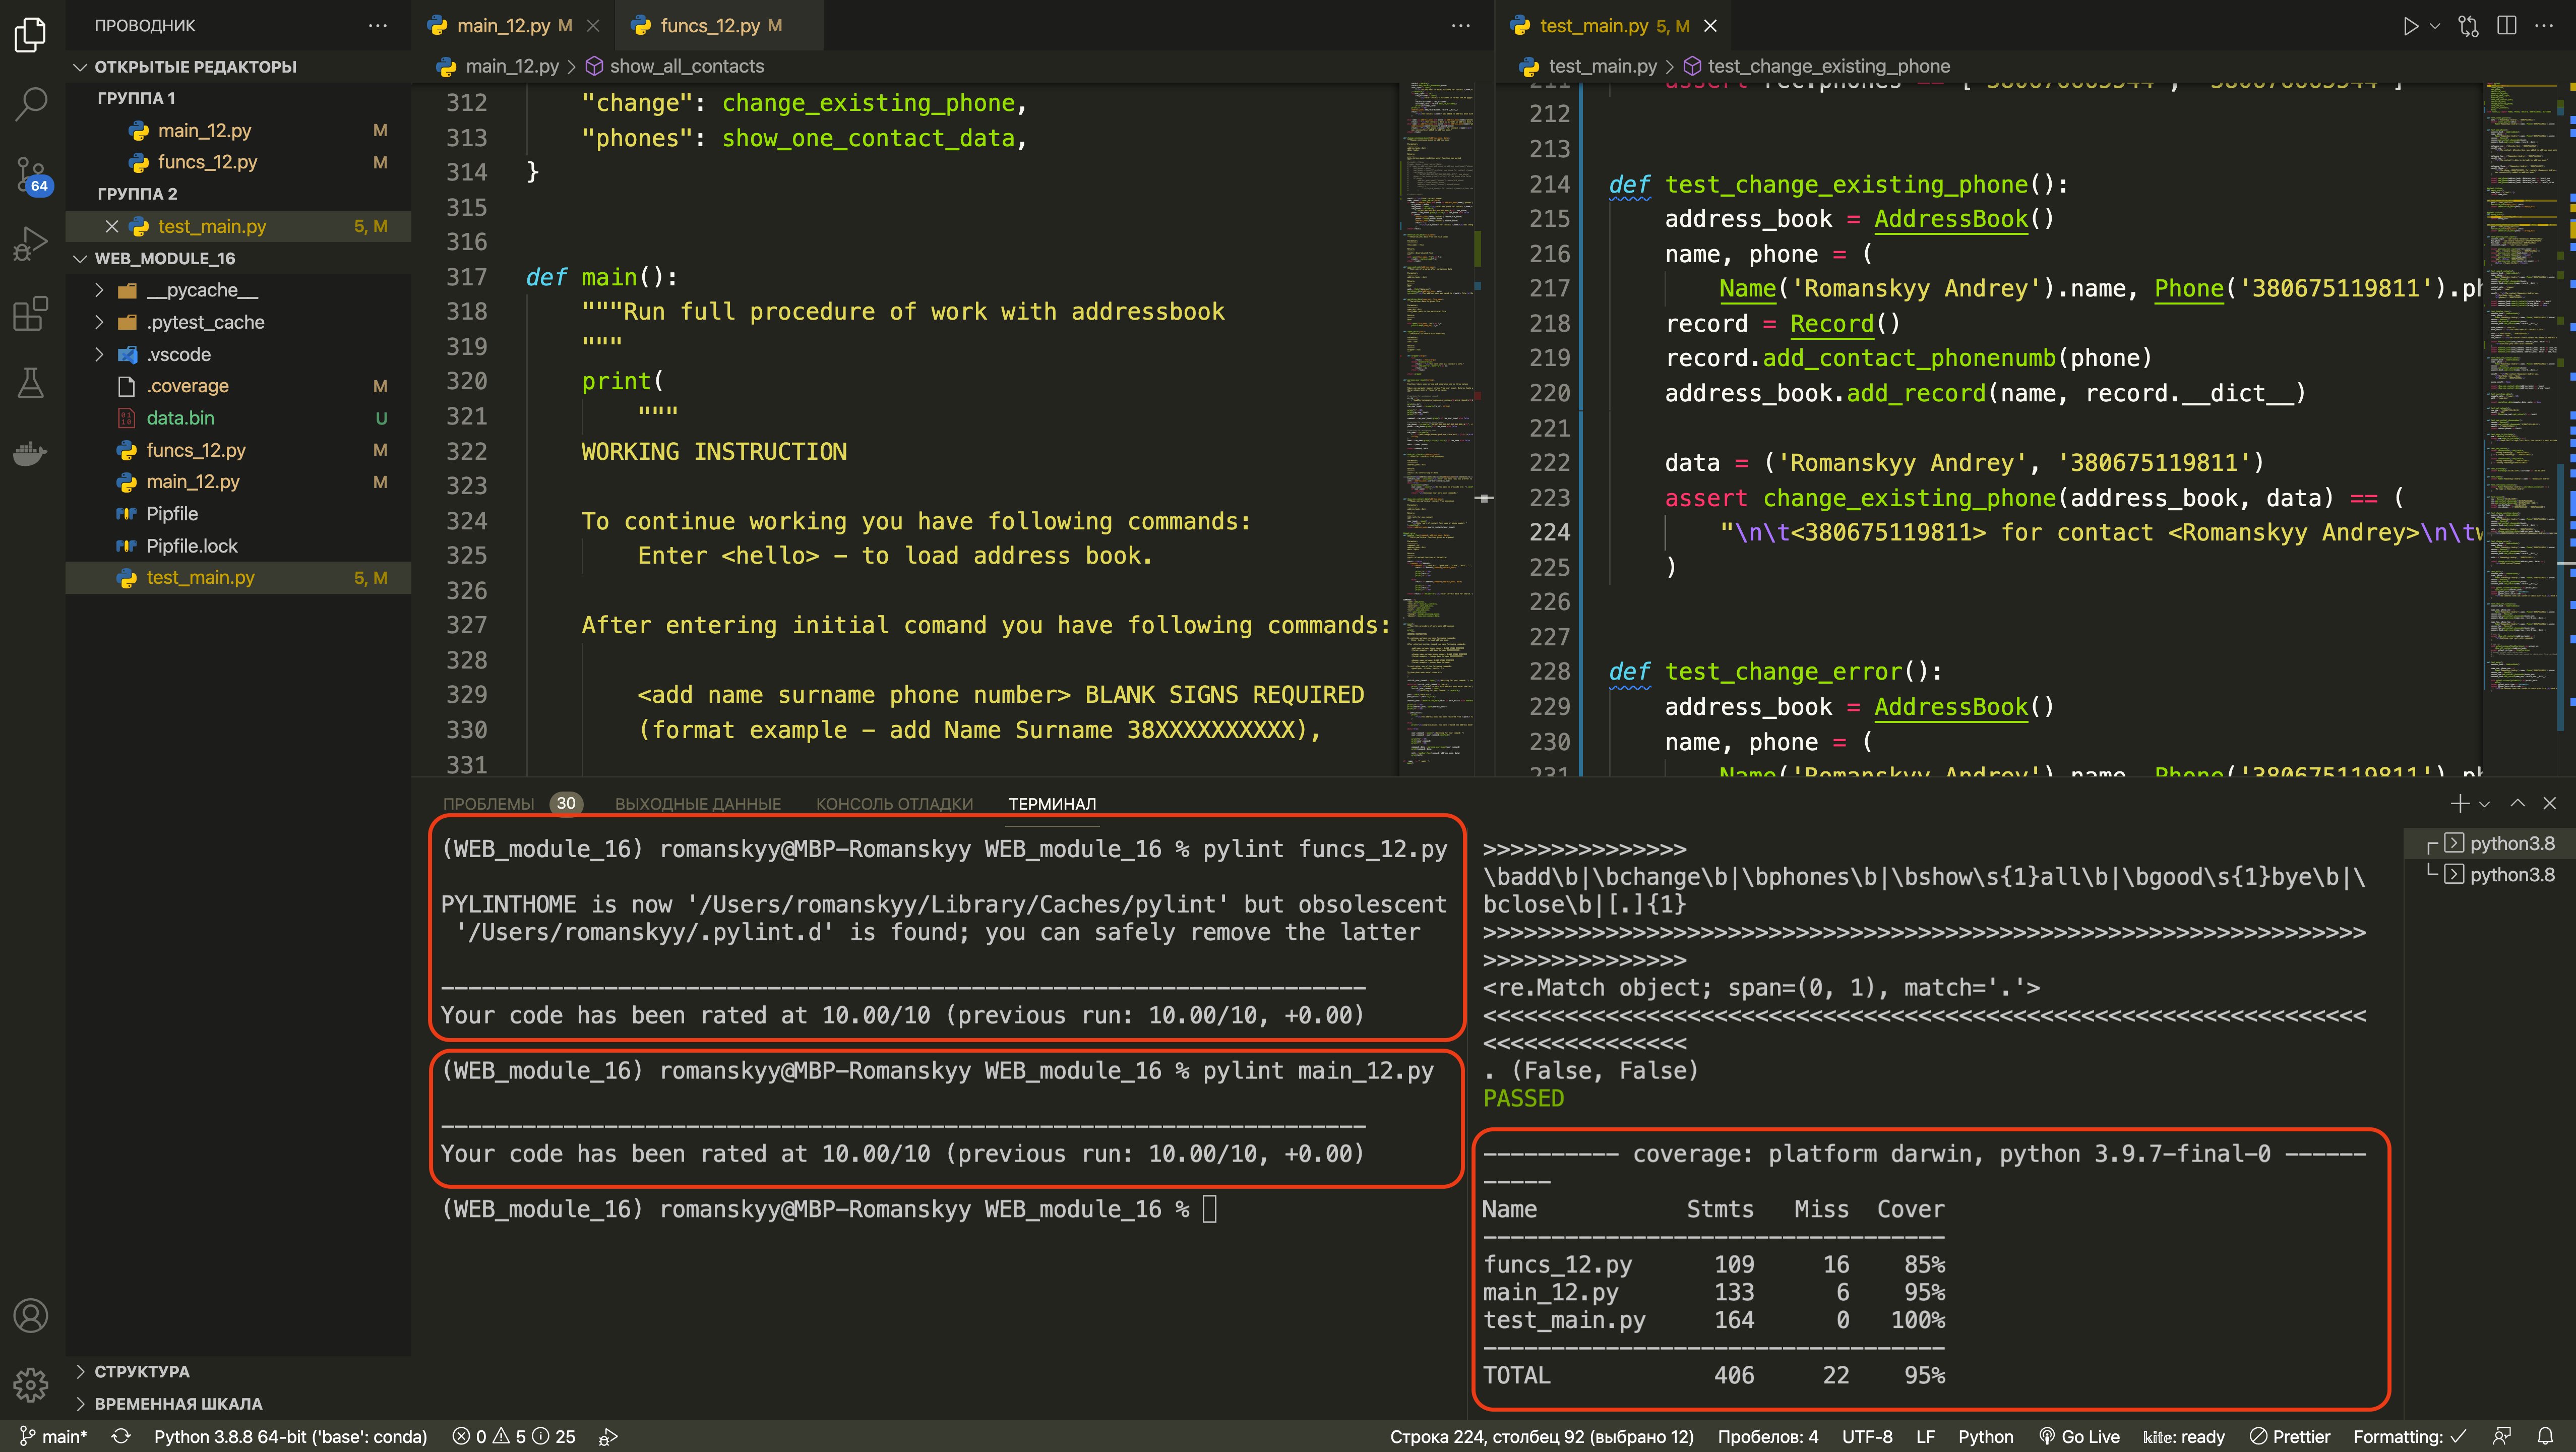 ПРОВОДНИК
ОТКРЫТЫЕ РЕДАКТОРЫ
ГРУППА 1
main_12.py M
funcs_12.py M
ГРУППА 2
test_main.py 5, M
WEB_MODULE_16
__pycache__
.pytest_cache
.vscode
.coverage M
data.bin U
funcs_12.py M
main_12.py M
Pipfile
Pipfile.lock
test_main.py 5, M
СТРУКТУРА
ВРЕМЕННАЯ ШКАЛА
64
main_12.py M
funcs_12.py M
main_12.py > show_all_contacts
312 "change": change_existing_phone,
313 "phones": show_one_contact_data,
314 }
315
316
317 def main():
318 """Run full procedure of work with addressbook
319 """
320 print(
321 """
322 WORKING INSTRUCTION
323
324 To continue working you have following commands:
325 Enter <hello> – to load address book.
326
327 After entering initial comand you have following commands:
328
329 <add name surname phone number> BLANK SIGNS REQUIRED
330 (format example – add Name Surname 38XXXXXXXXXX),
331
test_main.py 5, M
test_main.py > test_change_existing_phone
212
213
214 def test_change_existing_phone():
215 address_book = AddressBook()
216 name, phone = (
217 Name('Romanskyy Andrey').name, Phone('380675119811').ph
218 record = Record()
219 record.add_contact_phonenumb(phone)
220 address_book.add_record(name, record.__dict__)
221
222 data = ('Romanskyy Andrey', '380675119811')
223 assert change_existing_phone(address_book, data) == (
224 "\n\t<380675119811> for contact <Romanskyy Andrey>\n\tw
225 )
226
227
228 def test_change_error():
229 address_book = AddressBook()
230 name, phone = (
231 Name('Romanskyy Andrey').name, Phone('380675119811').ph
ПРОБЛЕМЫ 30 ВЫХОДНЫЕ ДАННЫЕ КОНСОЛЬ ОТЛАДКИ ТЕРМИНАЛ
(WEB_module_16) romanskyy@MBP-Romanskyy WEB_module_16 % pylint funcs_12.py
PYLINTHOME is now '/Users/romanskyy/Library/Caches/pylint' but obsolescent
'/Users/romanskyy/.pylint.d' is found; you can safely remove the latter
--------------------------------------------------------------------
Your code has been rated at 10.00/10 (previous run: 10.00/10, +0.00)
(WEB_module_16) romanskyy@MBP-Romanskyy WEB_module_16 % pylint main_12.py
--------------------------------------------------------------------
Your code has been rated at 10.00/10 (previous run: 10.00/10, +0.00)
(WEB_module_16) romanskyy@MBP-Romanskyy WEB_module_16 %
>>>>>>>>>>>>>>>
\badd\b|\bchange\b|\bphones\b|\bshow\s{1}all\b|\bgood\s{1}bye\b|\
bclose\b|[.]{1}
>>>>>>>>>>>>>>>>>>>>>>>>>>>>>>>>>>>>>>>>>>>>>>>>>>>>>>>>>>>>>>>>>
>>>>>>>>>>>>>>>
<re.Match object; span=(0, 1), match='.'>
<<<<<<<<<<<<<<<<<<<<<<<<<<<<<<<<<<<<<<<<<<<<<<<<<<<<<<<<<<<<<<<<<
<<<<<<<<<<<<<<<
. (False, False)
PASSED
---------- coverage: platform darwin, python 3.9.7-final-0 ------
-----
Name Stmts Miss Cover
----------------------------------
funcs_12.py 109 16 85%
main_12.py 133 6 95%
test_main.py 164 0 100%
----------------------------------
TOTAL 406 22 95%
python3.8
python3.8
main* Python 3.8.8 64-bit ('base': conda) 0 5 25 Строка 224, столбец 92 (выбрано 12) Пробелов: 4 UTF-8 LF Python Go Live kite: ready Prettier Formatting: ✓